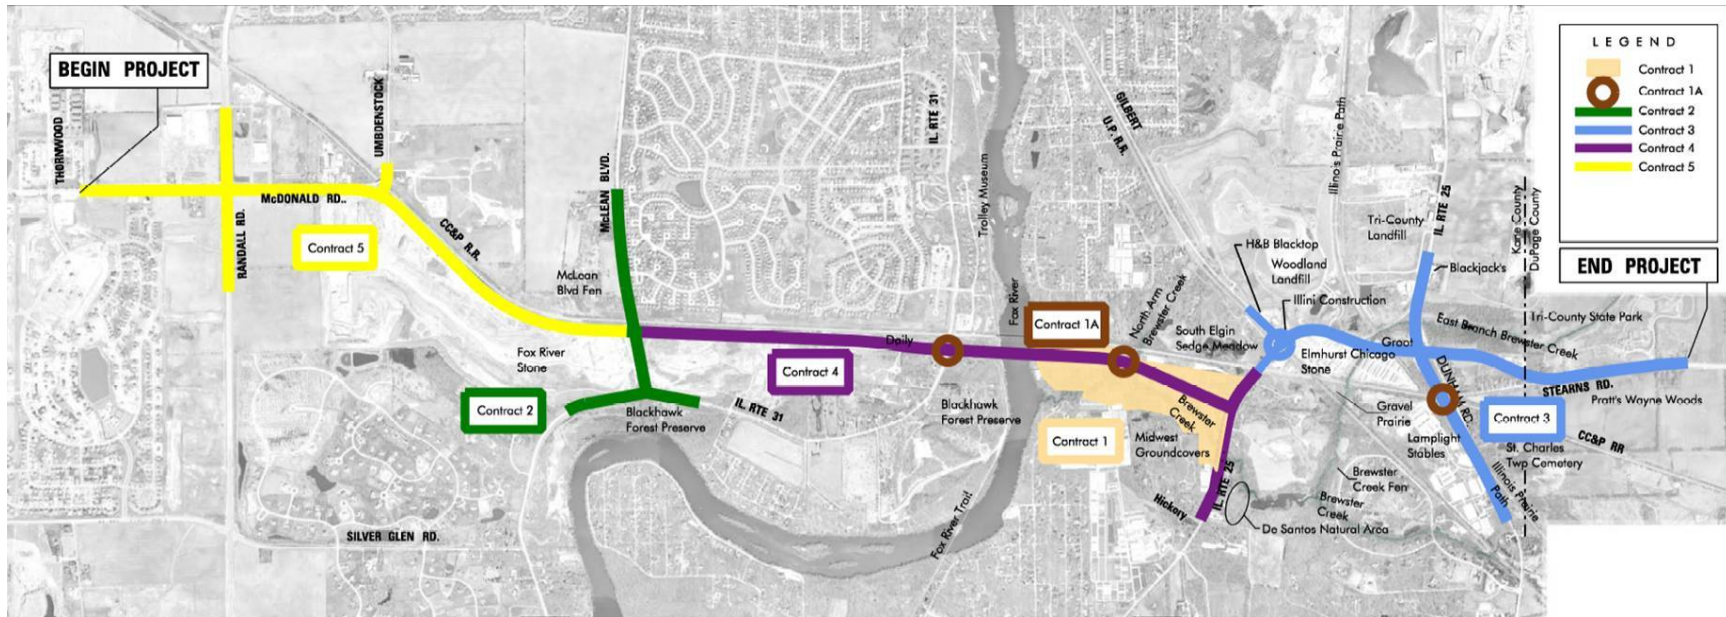 BEGIN PROJECT
THORNWOOD
RANDALL RD.
McDONALD RD..
UMBDENSTOCK
Contract 5
CC&P R.R.
McLEAN BLVD.
McLean
Blvd Fen
Fox River
Stone
Contract 2
Blackhawk
Forest Preserve
IL. RTE 31
SILVER GLEN RD.
Contract 4
IL. RTE 31
Trolley Museum
Daily
Blackhawk
Forest Preserve
Fox River
Fox River Trail
Contract 1A
Contract 1
North Arm
Brewster Creek
GILBERT
U.P. R.R.
Midwest
Groundcovers
Brewster
Creek
South Elgin
Sedge Meadow
H&B Blacktop
Woodland
Landfill
Illini Construction
Elmhurst Chicago
Stone
Hickory
IL. RTE 25
De Santos Natural Area
Illinois Prairie Path
Tri-County
Landfill
IL. RTE 25
Blackjack's
East Branch Brewster Creek
Groot
DUNHAM RD.
Gravel
Prairie
Lamplight
Stables
Brewster
Creek Fen
Brewster
Creek
Contract 3
St. Charles
Twp Cemetery
Illinois Prairie
Path
CC&P RR
STEARNS RD.
Pratt's Wayne Woods
Tri-County State Park
Kane County
DuPage County
END PROJECT
LEGEND
Contract 1
Contract 1A
Contract 2
Contract 3
Contract 4
Contract 5